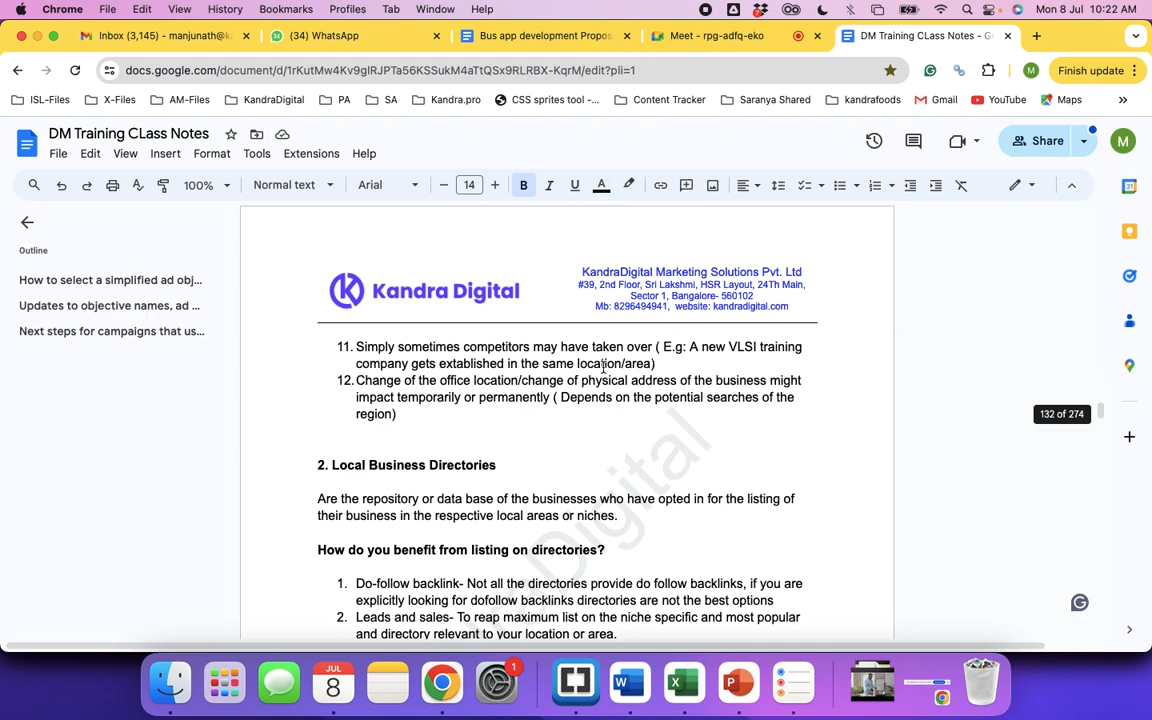 Chrome File Edit View History Bookmarks Profiles Tab Window Help Mon 8 Jul 10:22 AM
Inbox (3,145) - manjunath@k (34) WhatsApp Bus app development Propos Meet - rpg-adfq-eko DM Training CLass Notes - G
docs.google.com/document/d/1rKutMw4Kv9glRJPTa56KSSukM4aTtQSx9RLRBX-KqrM/edit?pli=1 M Finish update
ISL-Files X-Files AM-Files KandraDigital PA SA Kandra.pro CSS sprites tool -... Content Tracker Saranya Shared kandrafoods Gmail YouTube Maps »
DM Training CLass Notes
File Edit View Insert Format Tools Extensions Help
Share M
100% Normal text Arial 14 B I U A
Outline
How to select a simplified ad obj...
Updates to objective names, ad ...
Next steps for campaigns that us...
Kandra Digital
KandraDigital Marketing Solutions Pvt. Ltd
#39, 2nd Floor, Sri Lakshmi, HSR Layout, 24Th Main,
Sector 1, Bangalore- 560102
Mb: 8296494941, website: kandradigital.com
11. Simply sometimes competitors may have taken over ( E.g: A new VLSI training
company gets extablished in the same location/area)
12. Change of the office location/change of physical address of the business might
impact temporarily or permanently ( Depends on the potential searches of the
region)
132 of 274
2. Local Business Directories
Are the repository or data base of the businesses who have opted in for the listing of
their business in the respective local areas or niches.
How do you benefit from listing on directories?
1. Do-follow backlink- Not all the directories provide do follow backlinks, if you are
explicitly looking for dofollow backlinks directories are not the best options
2. Leads and sales- To reap maximum list on the niche specific and most popular
and directory relevant to your location or area.
JUL
8
1